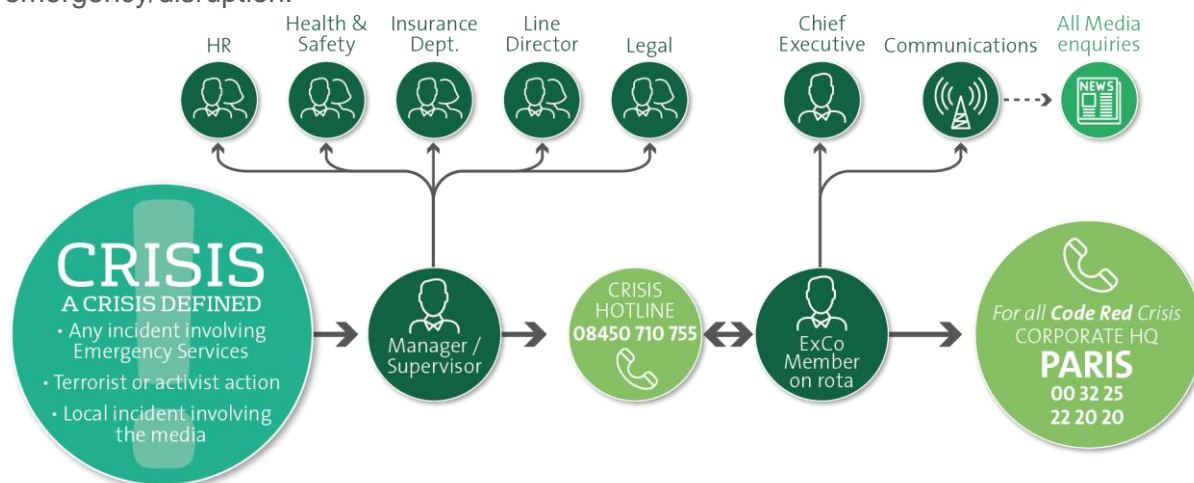 emergency/disruption.
HR
Health &
Safety
Insurance
Dept.
Line
Director
Legal
Chief
Executive
Communications
All Media
enquiries
NEWS
CRISIS
A CRISIS DEFINED
• Any incident involving
Emergency Services
• Terrorist or activist action
• Local incident involving
the media
Manager /
Supervisor
CRISIS
HOTLINE
08450 710 755
ExCo
Member
on rota
For all Code Red Crisis
CORPORATE HQ
PARIS
00 32 25
22 20 20